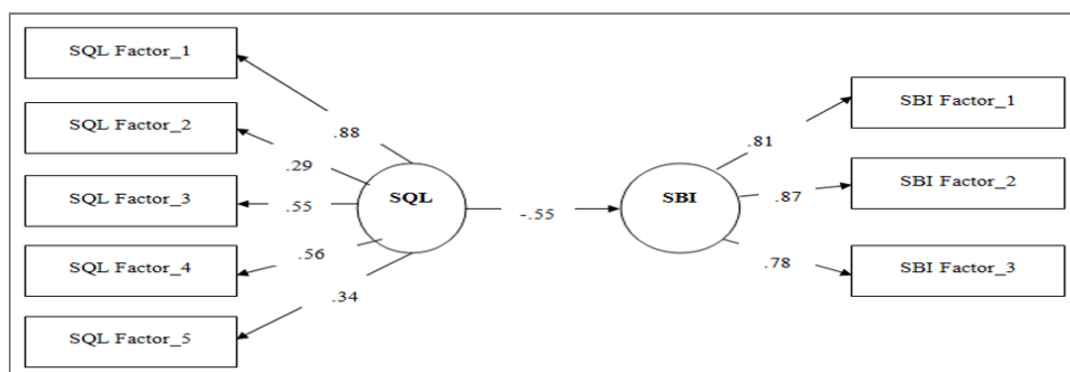 SQL Factor_1
SQL Factor_2
SQL Factor_3
SQL Factor_4
SQL Factor_5
.88
.29
.55
.56
.34
SQL
-.55
SBI
.81
.87
.78
SBI Factor_1
SBI Factor_2
SBI Factor_3